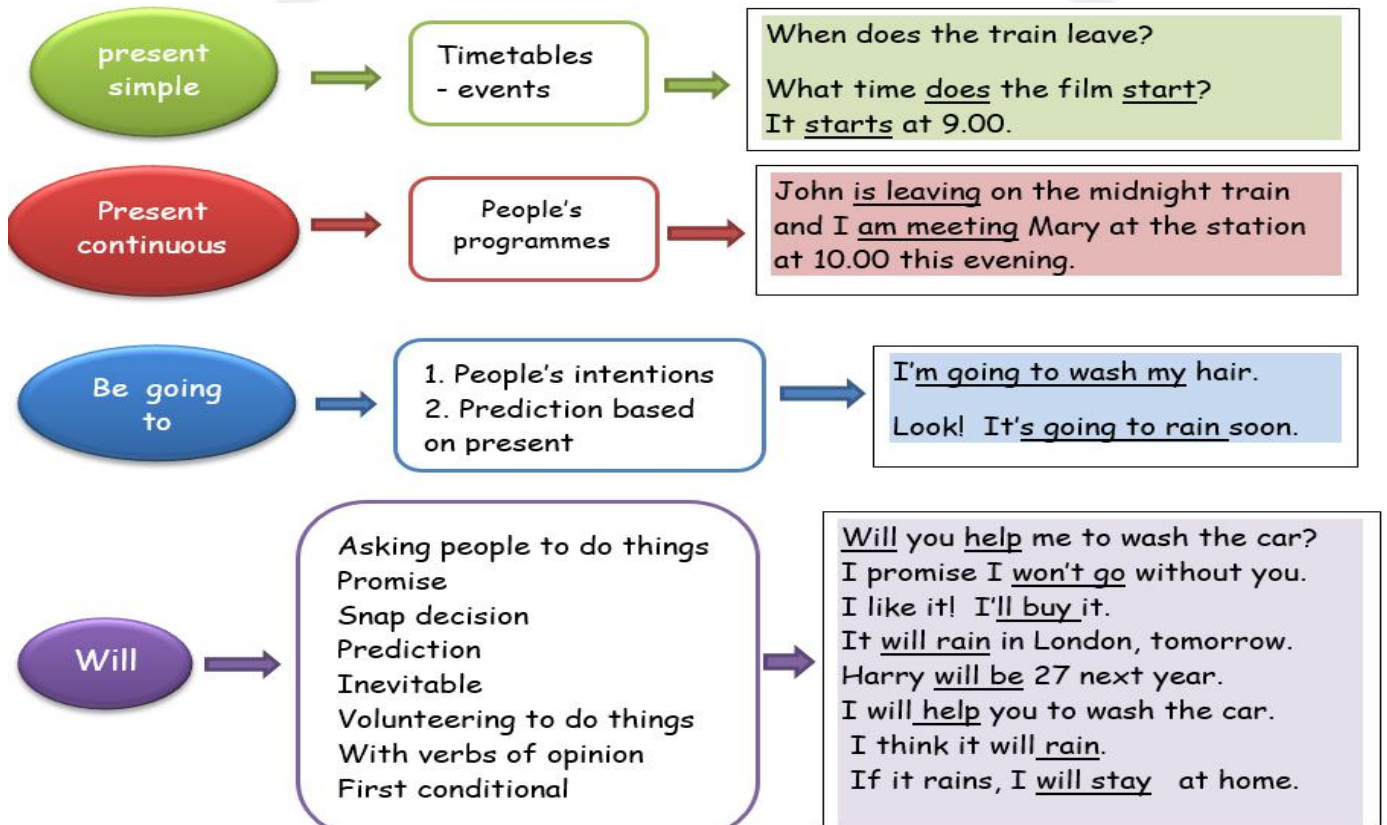 present
simple
Timetables
- events
When does the train leave?
What time does the film start?
It starts at 9.00.
Present
continuous
People's
programmes
John is leaving on the midnight train
and I am meeting Mary at the station
at 10.00 this evening.
Be going
to
1. People's intentions
2. Prediction based
on present
I'm going to wash my hair.
Look! It's going to rain soon.
Will
Asking people to do things
Promise
Snap decision
Prediction
Inevitable
Volunteering to do things
With verbs of opinion
First conditional
Will you help me to wash the car?
I promise I won't go without you.
I like it! I'll buy it.
It will rain in London, tomorrow.
Harry will be 27 next year.
I will help you to wash the car.
I think it will rain.
If it rains, I will stay at home.